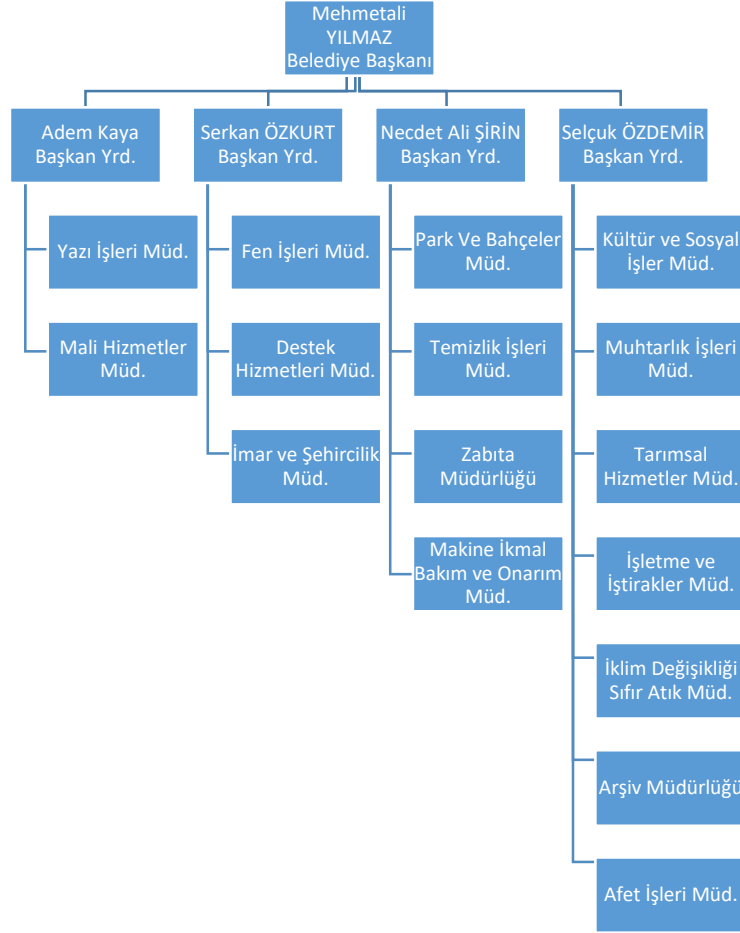 Mehmetali
YILMAZ
Belediye Başkanı
Adem Kaya
Başkan Yrd.
Serkan ÖZKURT
Başkan Yrd.
Necdet Ali ŞİRİN
Başkan Yrd.
Selçuk ÖZDEMİR
Başkan Yrd.
Yazı İşleri Müd.
Mali Hizmetler
Müd.
Fen İşleri Müd.
Destek
Hizmetleri Müd.
İmar ve Şehircilik
Müd.
Park Ve Bahçeler
Müd.
Temizlik İşleri
Müd.
Zabıta
Müdürlüğü
Makine İkmal
Bakım ve Onarım
Müd.
Kültür ve Sosyal
İşler Müd.
Muhtarlık İşleri
Müd.
Tarımsal
Hizmetler Müd.
İşletme ve
İştirakler Müd.
İklim Değişikliği
Sıfır Atık Müd.
Arşiv Müdürlüğü
Afet İşleri Müd.